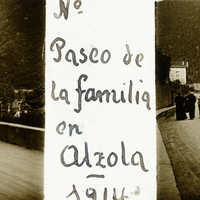 Nº
Paseo de
la familia
en
Alzola
1914